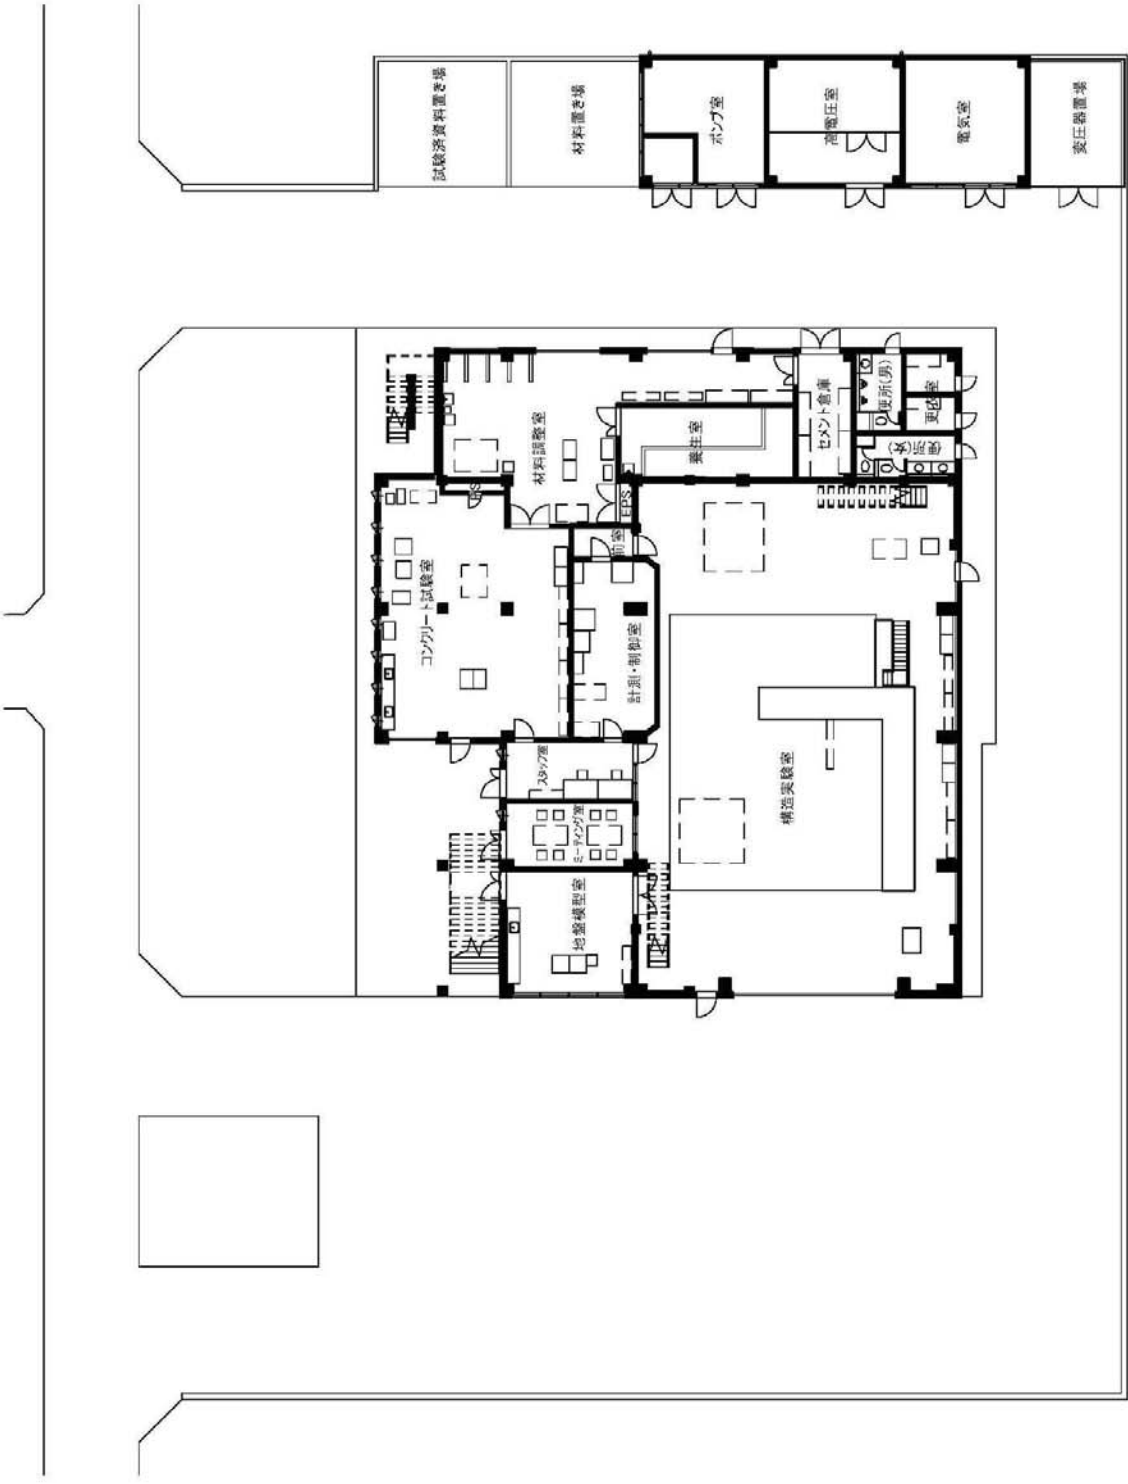 試験済資料置き場
材料置き場
ポンプ室
高電圧室
電気室
変圧器置場
材料調整室
養生室
セメント倉庫
便所(男)
更衣室
便所(女)
EPS
前室
コンクリート試験室
計測・制御室
スタッフ室
ミーティング室
地盤模型室
構造実験室